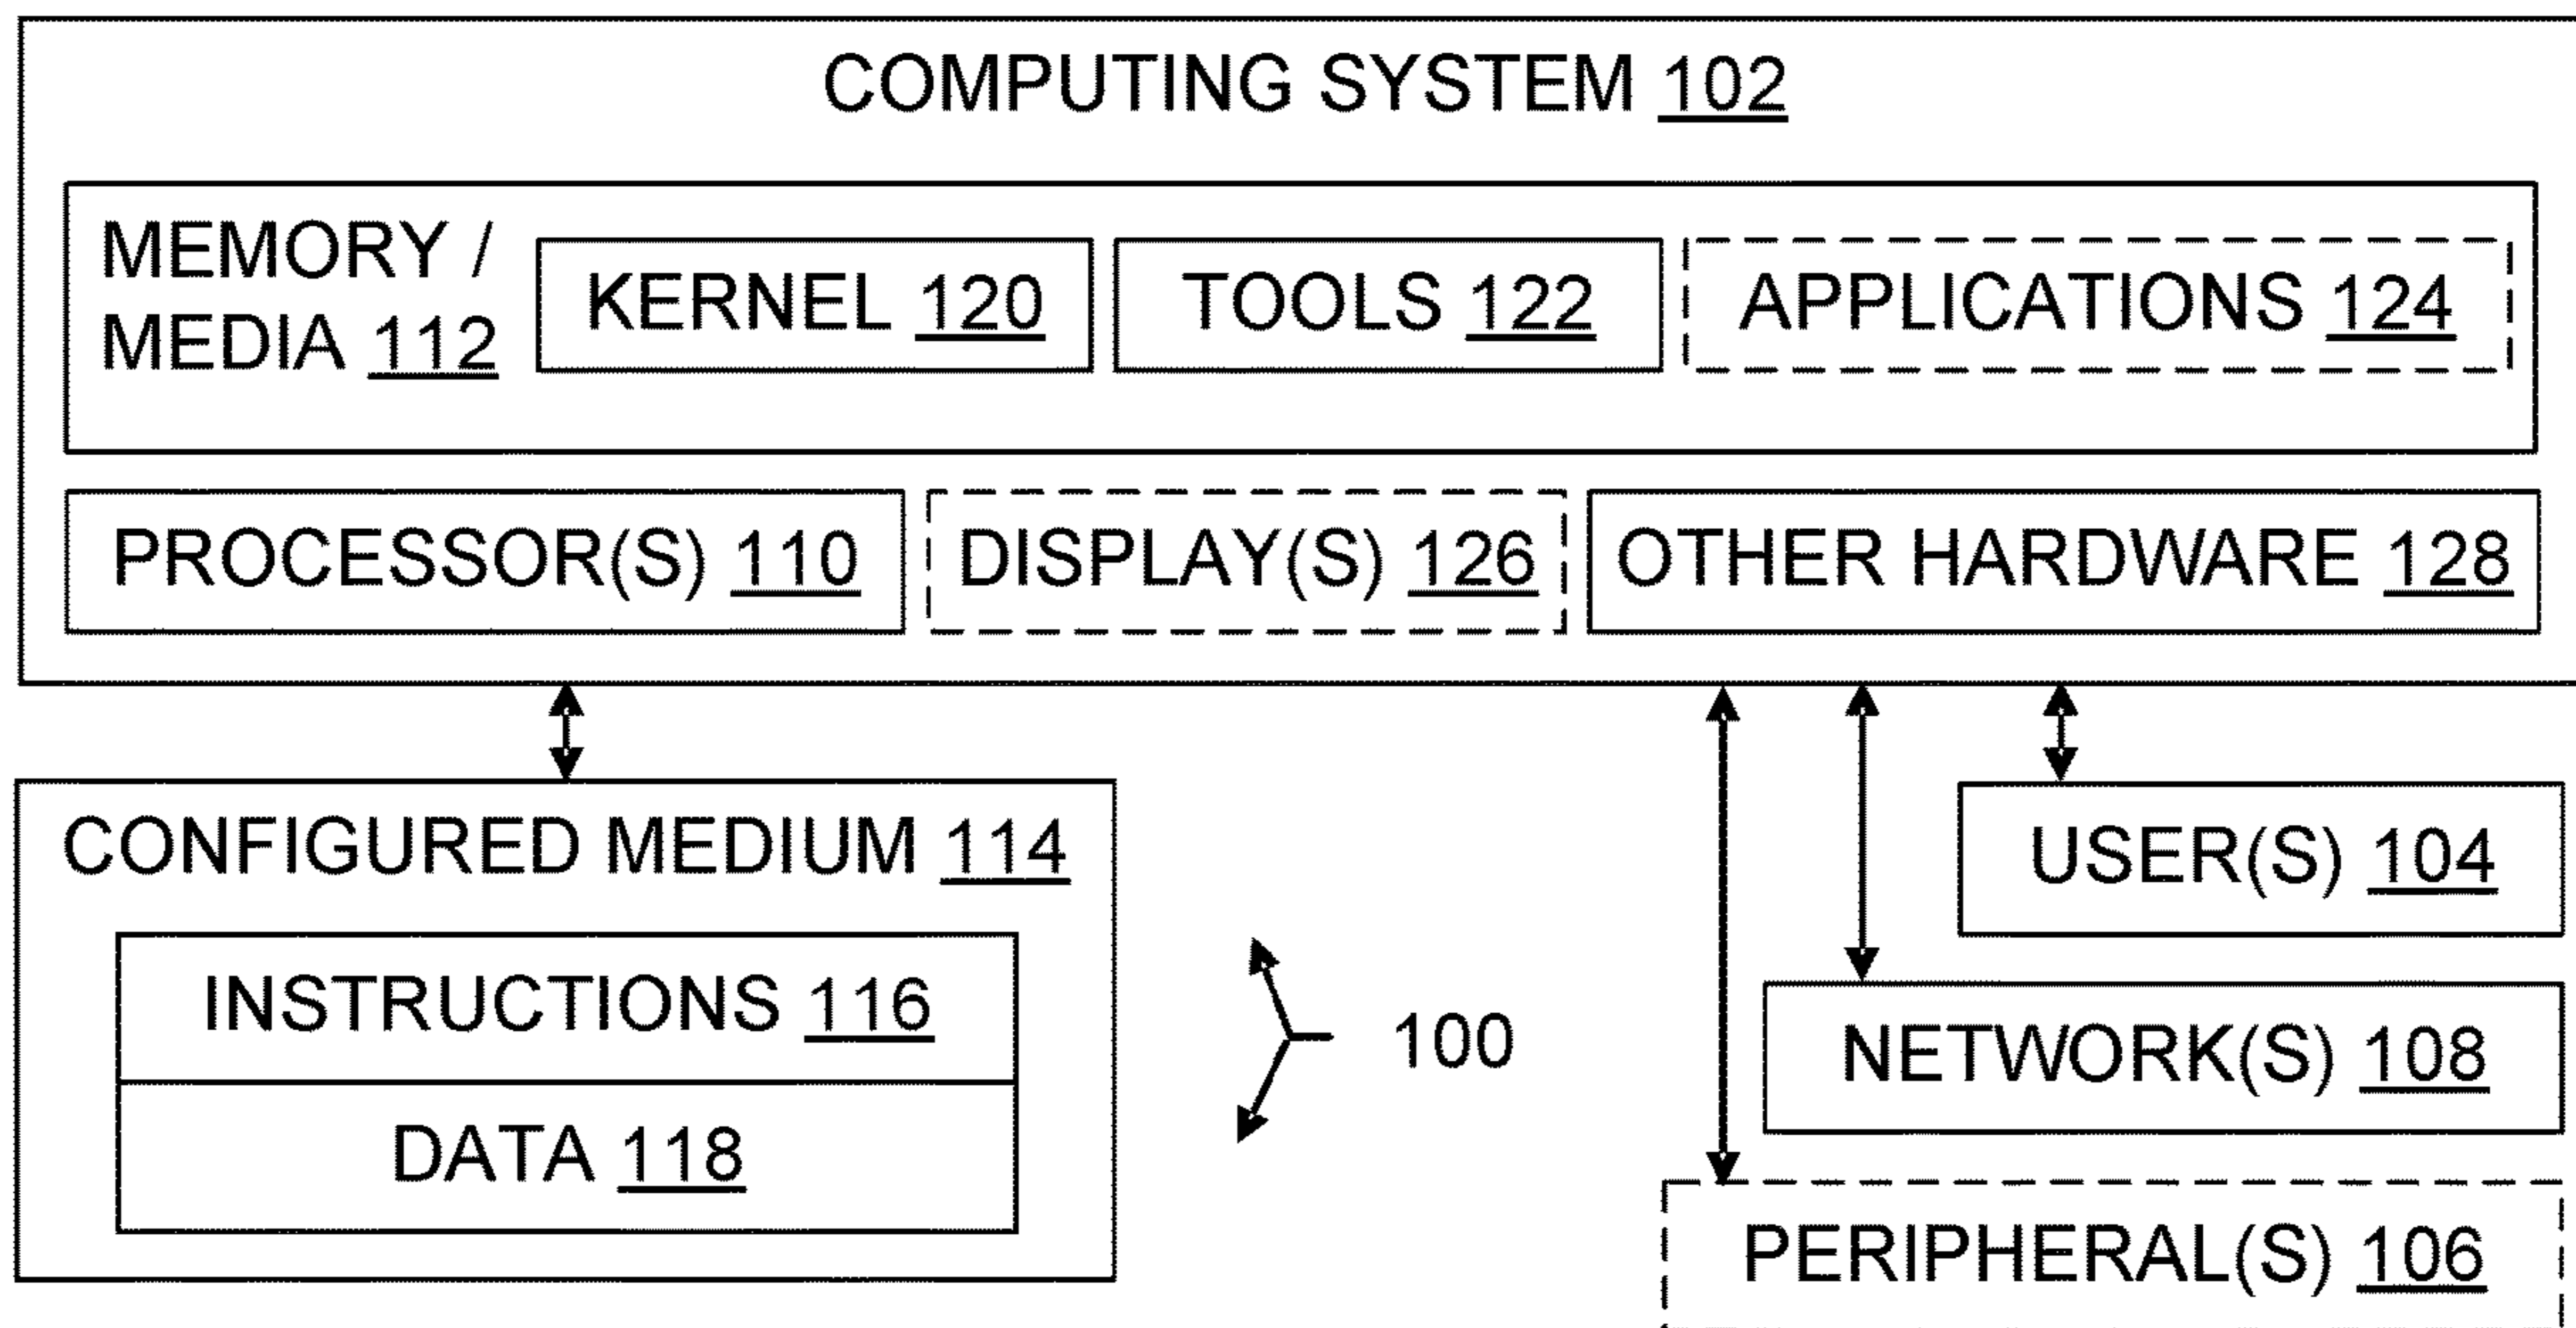 COMPUTING SYSTEM 102
MEMORY /
MEDIA 112
KERNEL 120
TOOLS 122
APPLICATIONS 124
PROCESSOR(S) 110
DISPLAY(S) 126
OTHER HARDWARE 128
CONFIGURED MEDIUM 114
INSTRUCTIONS 116
DATA 118
100
USER(S) 104
NETWORK(S) 108
PERIPHERAL(S) 106